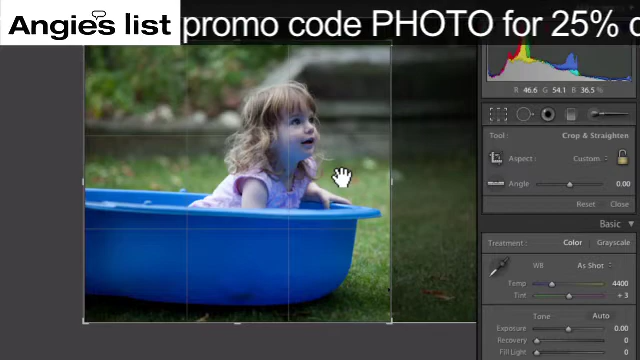 Angie's list promo code PHOTO for 25%
R 46.6 G 54.1 B 36.5 %
Tool : Crop & Straighten
Aspect : Custom
Angle 0.00
Reset Close
Basic
Treatment : Color Grayscale
WB As Shot
Temp 4400
Tint + 3
Tone Auto
Exposure 0.00
Recovery 0
Fill Light 0